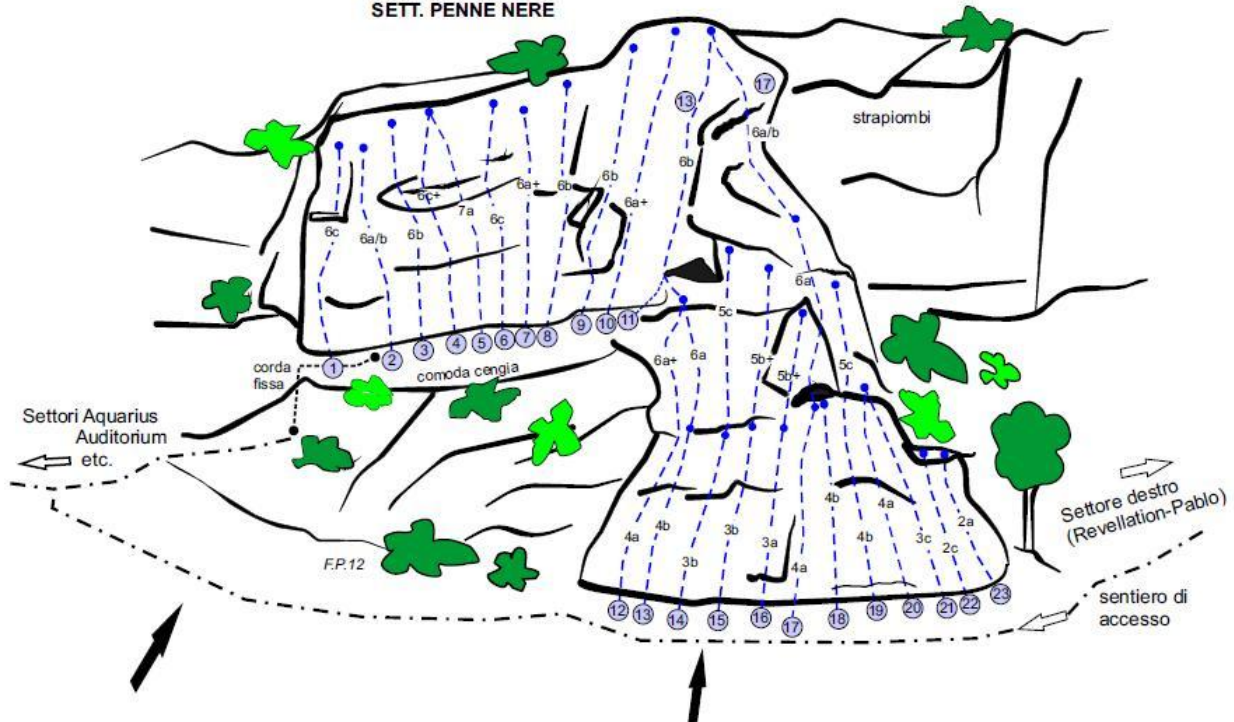 SETT. PENNE NERE
17
13
strapiombi
6a/b
6b
6c+
6a+
6b
6b
7a
6c
6a+
6c
6a/b
6b
6a
5c
9
10
11
1
2
3
4
5
6
7
8
corda
fissa
comoda cengia
6a+
6a
5b+
5b+
5c
Settori Aquarius
Auditorium
etc.
Settore destro
(Revellation-Pablo)
4a
4b
3b
3b
3a
4a
4b
4b
4a
3c
2c
2a
F.P.12
12
13
14
15
16
17
18
19
20
21
22
23
sentiero di
accesso